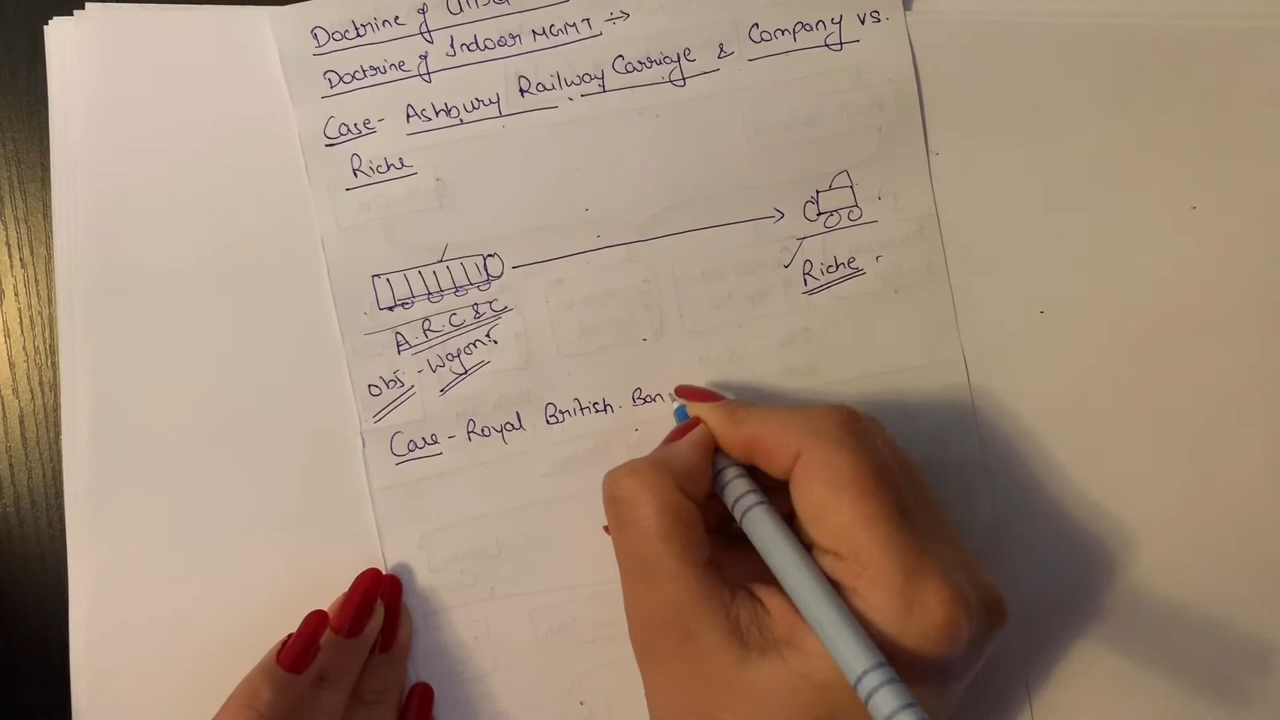 Doctrine of
Doctrine of Indoor MGMT ÷→
Case- Ashbury Railway Carriage & Company vs.
Riche
Riche
A.R.C & C
Obj - Wagons
Case - Royal British. Ban